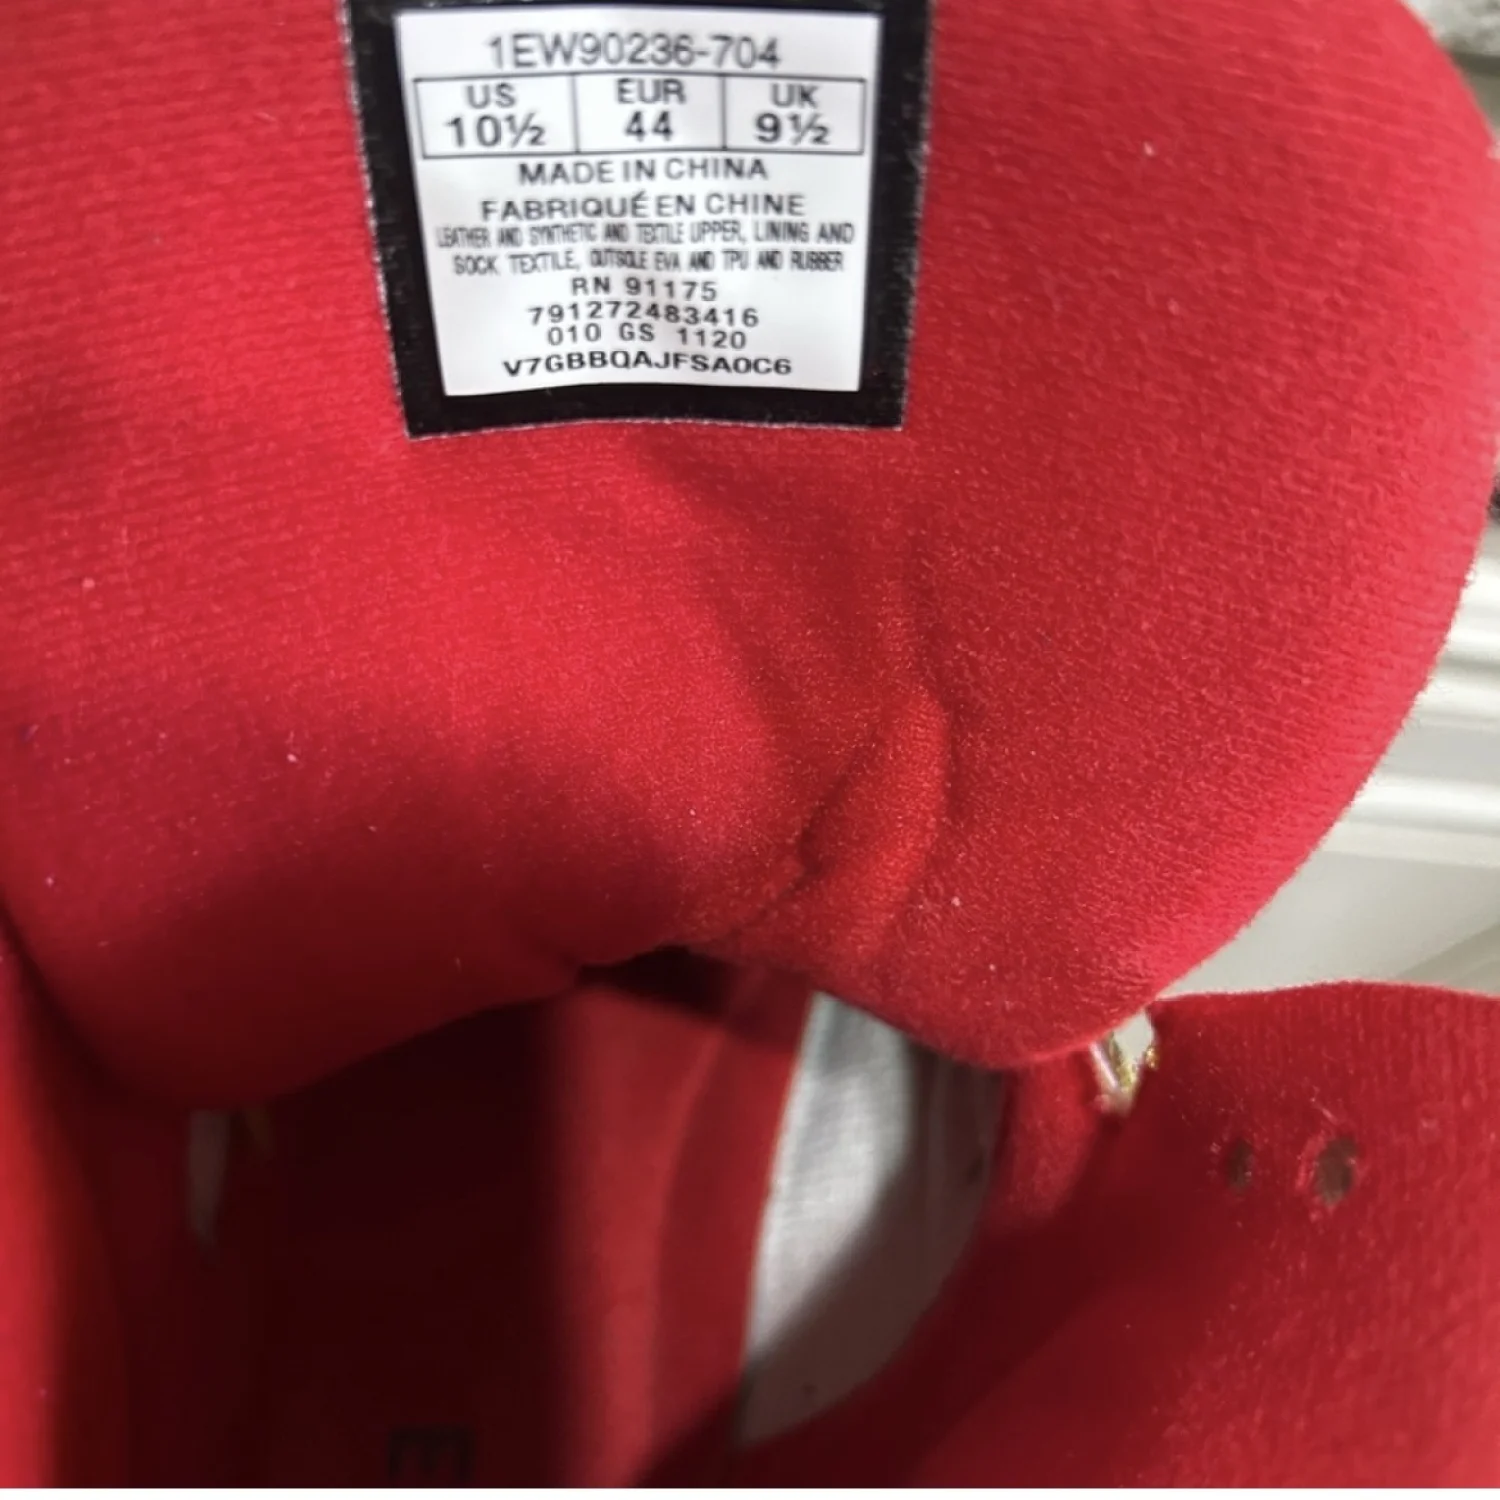 1EW90236-704
US EUR UK
10½ 44 9½
MADE IN CHINA
FABRIQUÉ EN CHINE
LEATHER AND SYNTHETIC AND TEXTILE UPPER, LINING AND
SOCK TEXTILE, OUTSOLE EVA AND TPU AND RUBBER
RN 91175
791272483416
010 GS 1120
V7GBBQAJFSA0C6